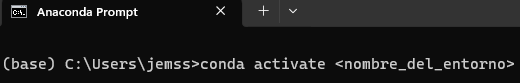 Anaconda Prompt
(base) C:\Users\jemss>conda activate <nombre_del_entorno>